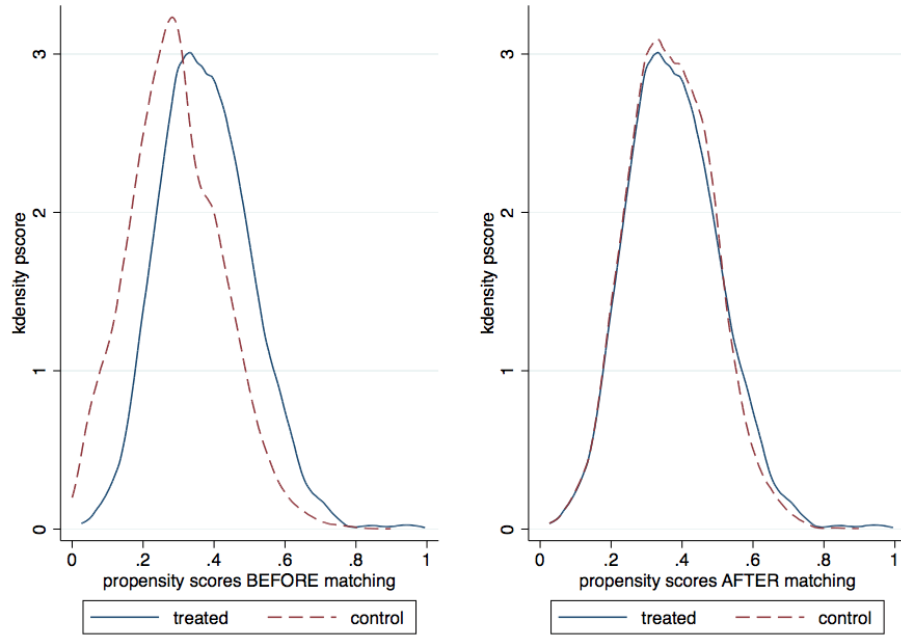 kdensity pscore
3
2
1
0
0 .2 .4 .6 .8 1
propensity scores BEFORE matching
treated control
kdensity pscore
3
2
1
0
0 .2 .4 .6 .8 1
propensity scores AFTER matching
treated control